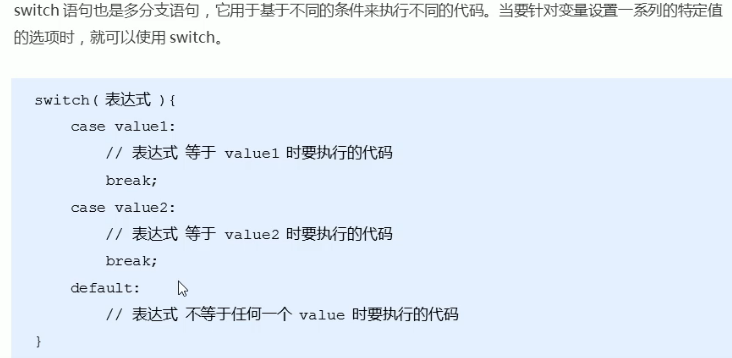 switch 语句也是多分支语句，它用于基于不同的条件来执行不同的代码。当要针对变量设置一系列的特定值
的选项时，就可以使用 switch。
switch( 表达式 ){
    case value1:
        // 表达式 等于 value1 时要执行的代码
        break;
    case value2:
        // 表达式 等于 value2 时要执行的代码
        break;
    default:
        // 表达式 不等于任何一个 value 时要执行的代码
}